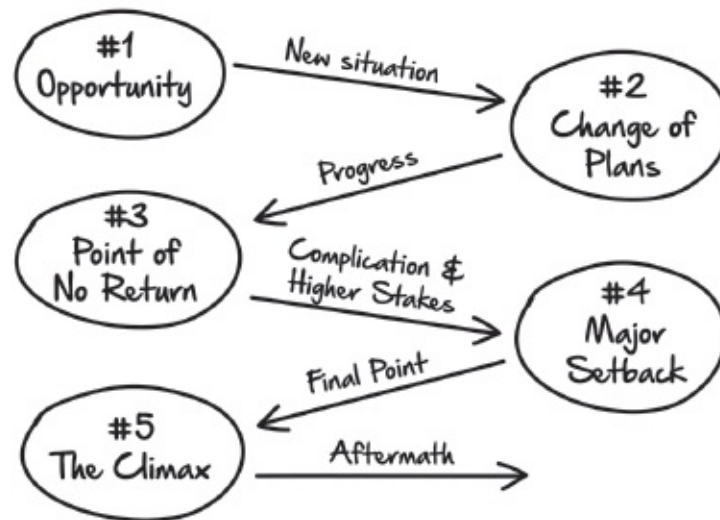 #1
Opportunity
New situation
#2
Change of
Plans
Progress
#3
Point of
No Return
Complication &
Higher Stakes
#4
Major
Setback
Final Point
#5
The Climax
Aftermath